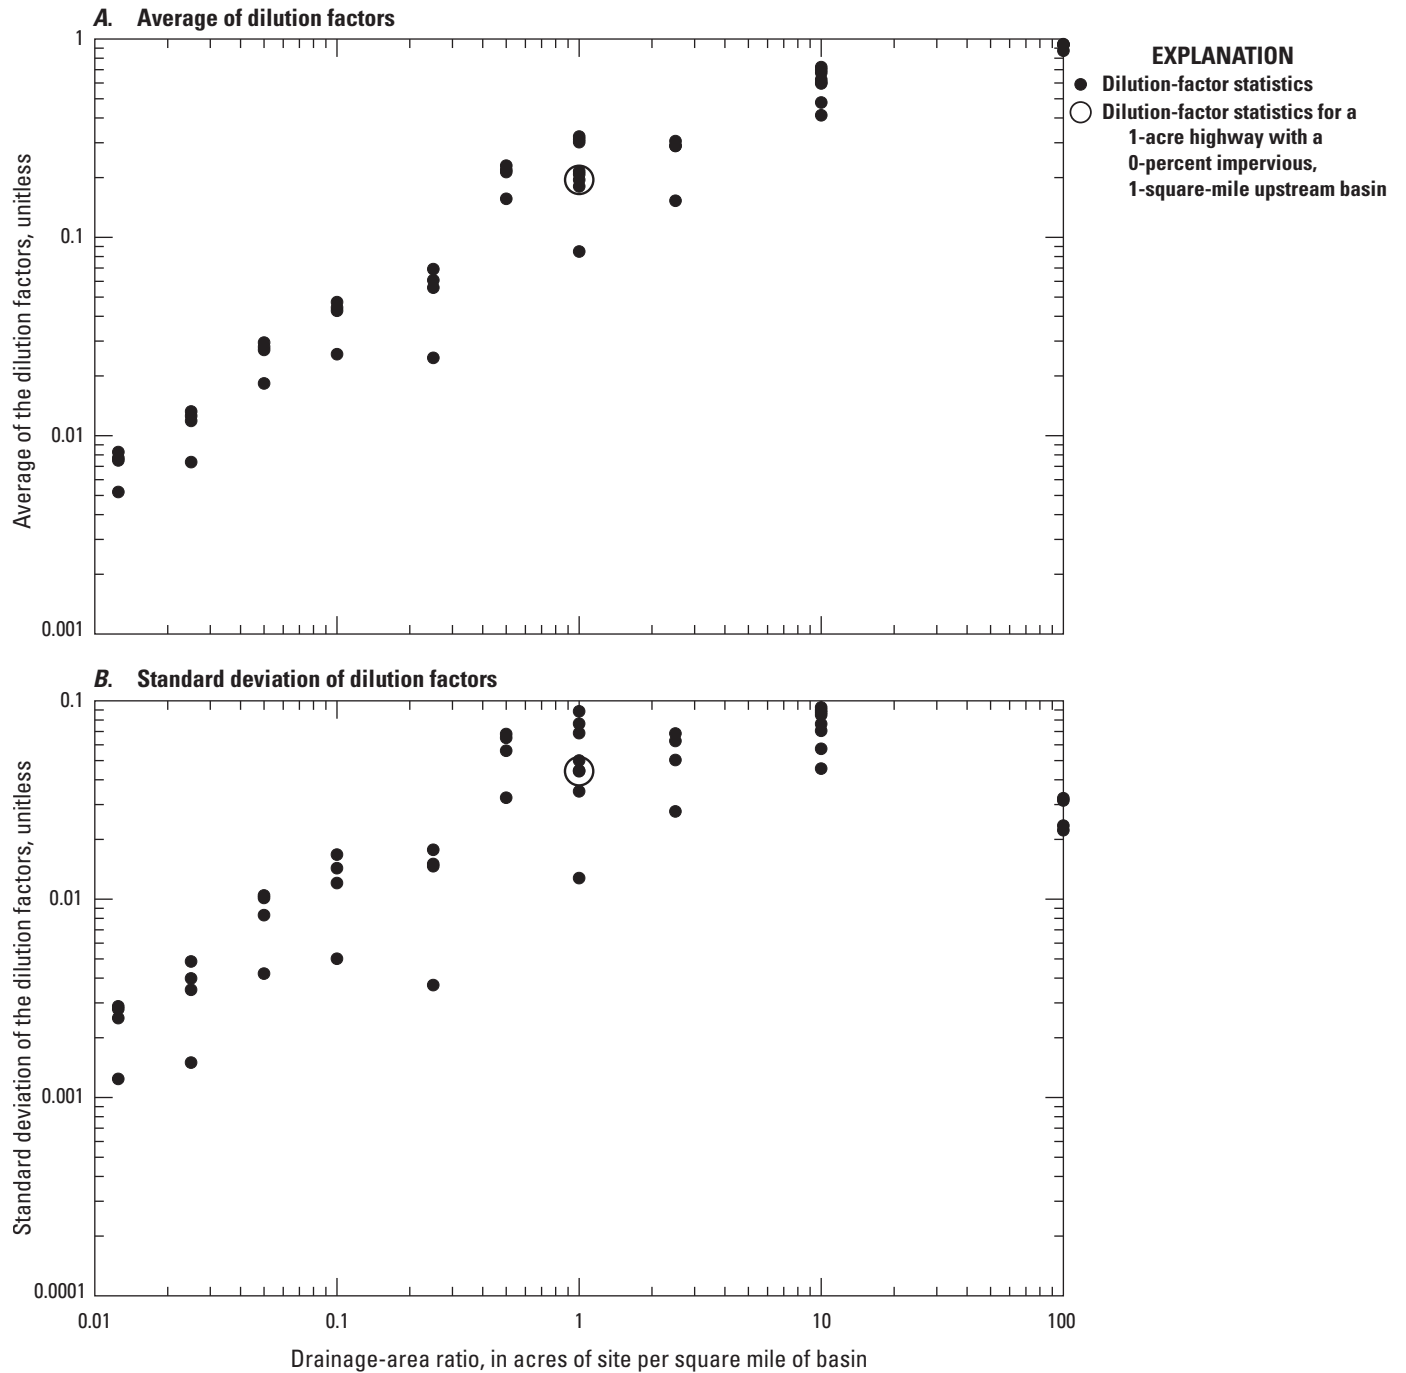 A. Average of dilution factors
1
0.1
0.01
0.001
Average of the dilution factors, unitless
EXPLANATION
Dilution-factor statistics
Dilution-factor statistics for a
1-acre highway with a
0-percent impervious,
1-square-mile upstream basin
B. Standard deviation of dilution factors
0.1
0.01
0.001
0.0001
Standard deviation of the dilution factors, unitless
0.01 0.1 1 10 100
Drainage-area ratio, in acres of site per square mile of basin